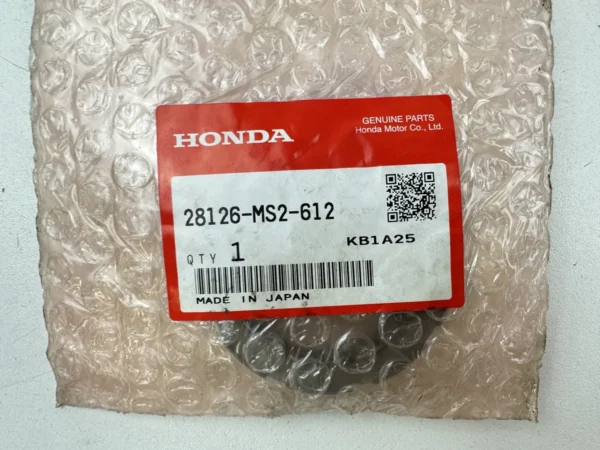 GENUINE PARTS
Honda Motor Co., Ltd.
HONDA
28126-MS2-612
KB1A25
QTY 1
MADE IN JAPAN